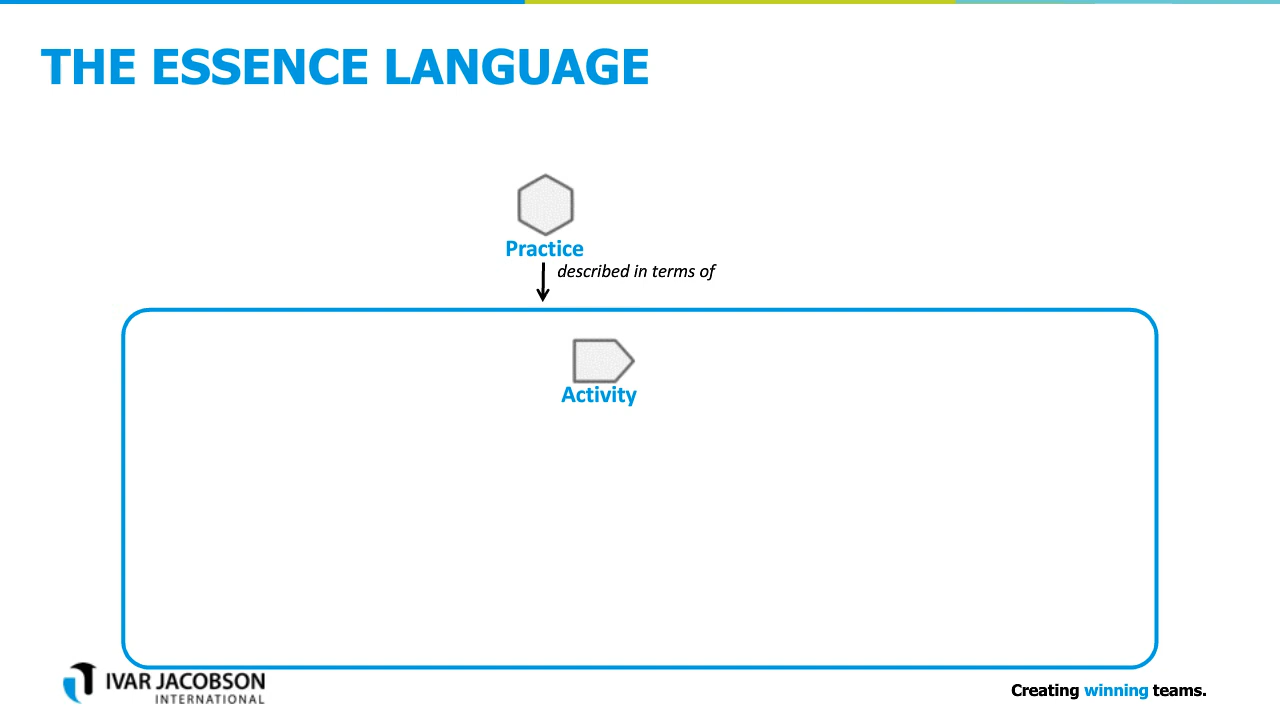 THE ESSENCE LANGUAGE
Practice
described in terms of
Activity
IVAR JACOBSON
INTERNATIONAL
Creating winning teams.